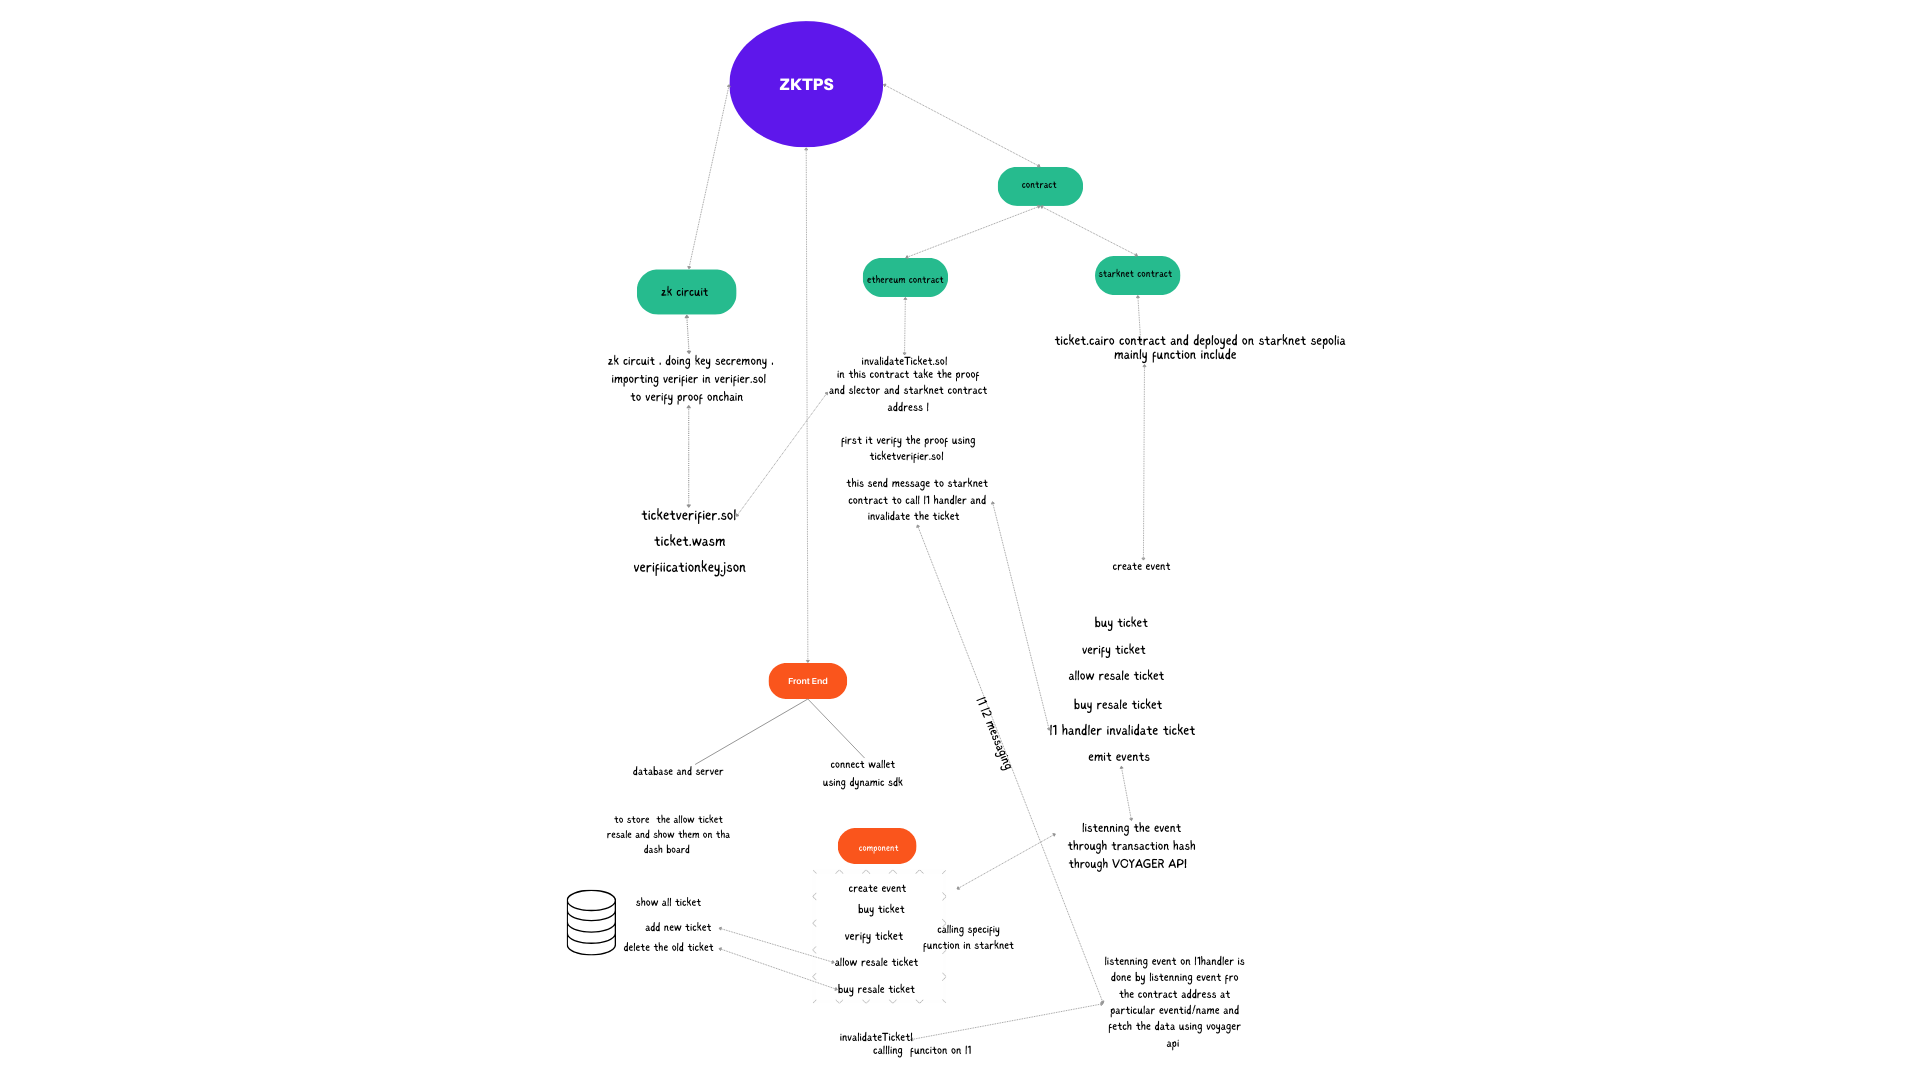 ZKTPS
contract
ethereum contract
starknet contract
zk circuit
zk circuit , doing key secremony ,
importing verifier in verifier.sol
to verify proof onchain
invalidateTicket.sol
in this contract take the proof
and slector and starknet contract
address l
first it verify the proof using
ticketverifier.sol
this send message to starknet
contract to call l1 handler and
invalidate the ticket
ticket.cairo contract and deployed on starknet sepolia
mainly function include
ticketverifier.sol
ticket.wasm
verifiicationkey.json
create event
buy ticket
verify ticket
allow resale ticket
buy resale ticket
l1 handler invalidate ticket
emit events
l1 l2 messaging
Front End
database and server
connect wallet
using dynamic sdk
to store the allow ticket
resale and show them on tha
dash board
listenning the event
through transaction hash
through VOYAGER API
component
show all ticket
add new ticket
delete the old ticket
create event
buy ticket
verify ticket
allow resale ticket
buy resale ticket
calling specifiy
function in starknet
listenning event on l1handler is
done by listenning event fro
the contract address at
particular eventid/name and
fetch the data using voyager
api
invalidateTicketl
callling funciton on l1